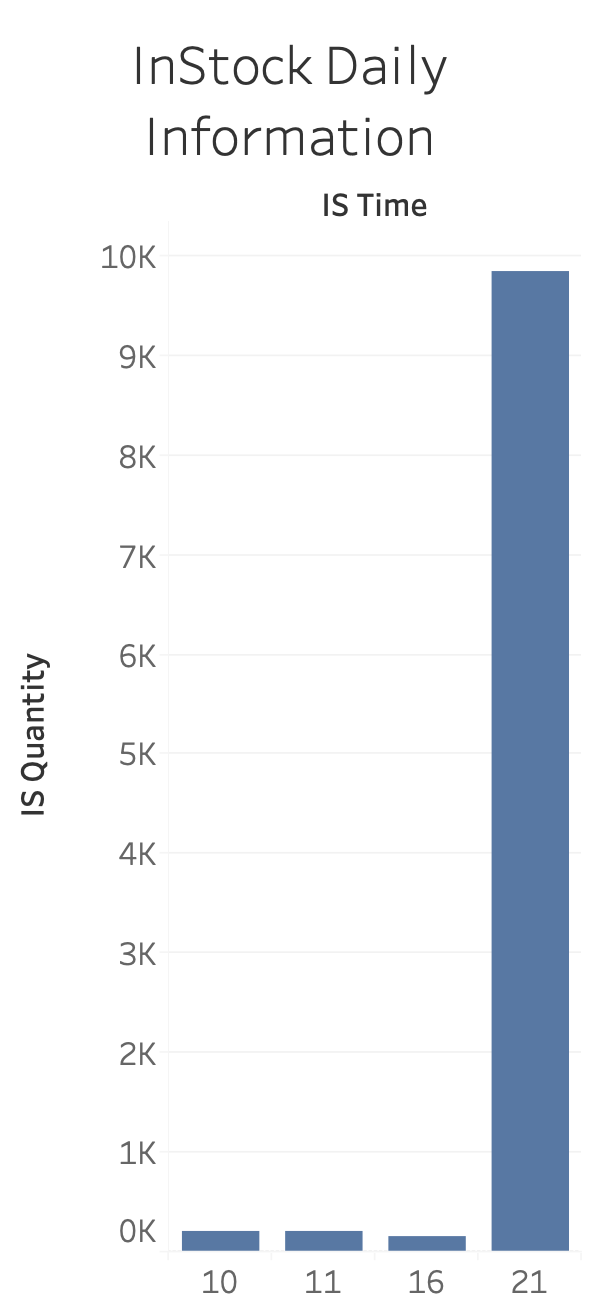 InStock Daily
Information
IS Time
10K
9K
8K
7K
6K
5K
4K
3K
2K
1K
0K
IS Quantity
10 11 16 21